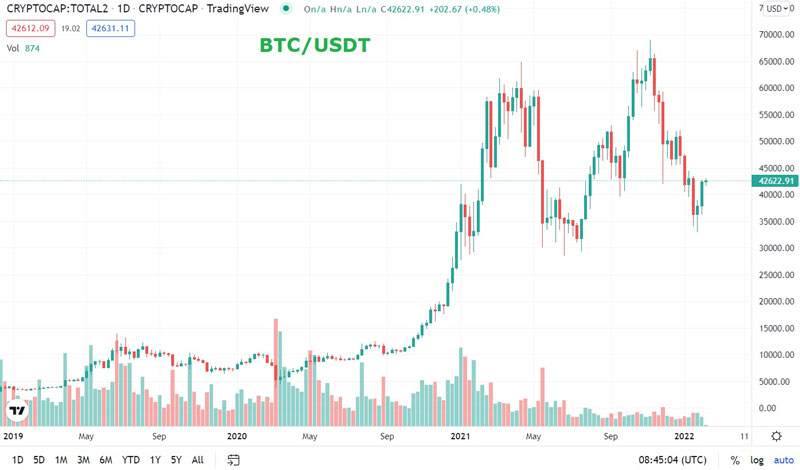 CRYPTOCAP:TOTAL2 · 1D · CRYPTOCAP · TradingView On/a Hn/a Ln/a C42622.91 +202.67 (+0.48%)
7 USD 0
42612.09 19.02 42631.11
Vol 874
BTC/USDT
70000.00
65000.00
60000.00
55000.00
50000.00
45000.00
42622.91
40000.00
35000.00
30000.00
25000.00
20000.00
15000.00
10000.00
5000.00
0.00
2019 May Sep 2020 May Sep 2021 May Sep 2022 11
1D 5D 1M 3M 6M YTD 1Y 5Y All 08:45:04 (UTC) % log auto